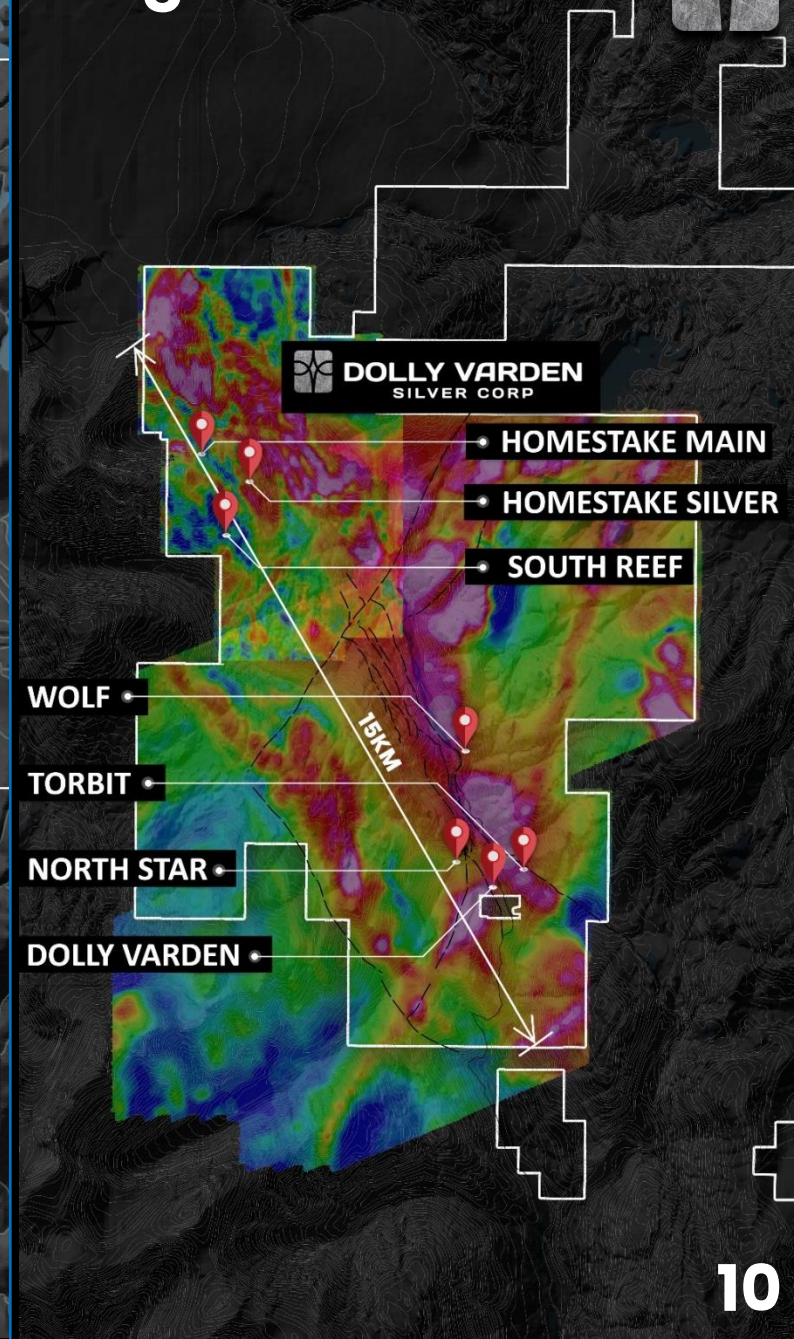 DOLLY VARDEN
SILVER CORP
HOMESTAKE MAIN
HOMESTAKE SILVER
SOUTH REEF
WOLF
15KM
TORBIT
NORTH STAR
DOLLY VARDEN
10